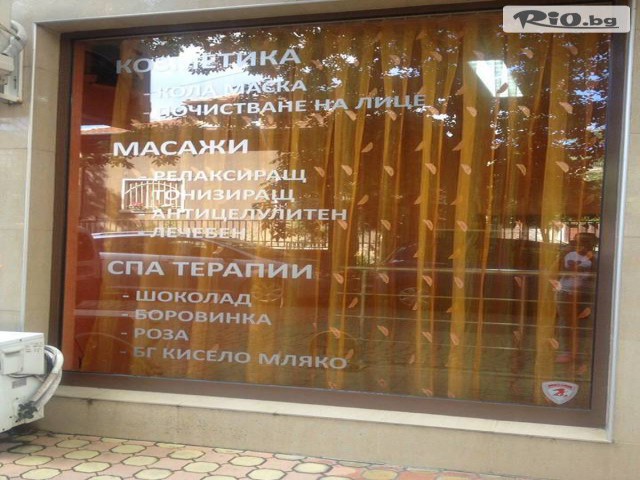 RiO.bg
КОЗМЕТИКА
- КОЛА МАСКА
- ПОЧИСТВАНЕ НА ЛИЦЕ -
МАСАЖИ
- РЕЛАКСИРАЩ
- ТОНИЗИРАЩ
- АНТИЦЕЛУЛИТЕН
- ЛЕЧЕБЕН
СПА ТЕРАПИИ
- ШОКОЛАД
- БОРОВИНКА
- РОЗА
- БГ КИСЕЛО МЛЯКО